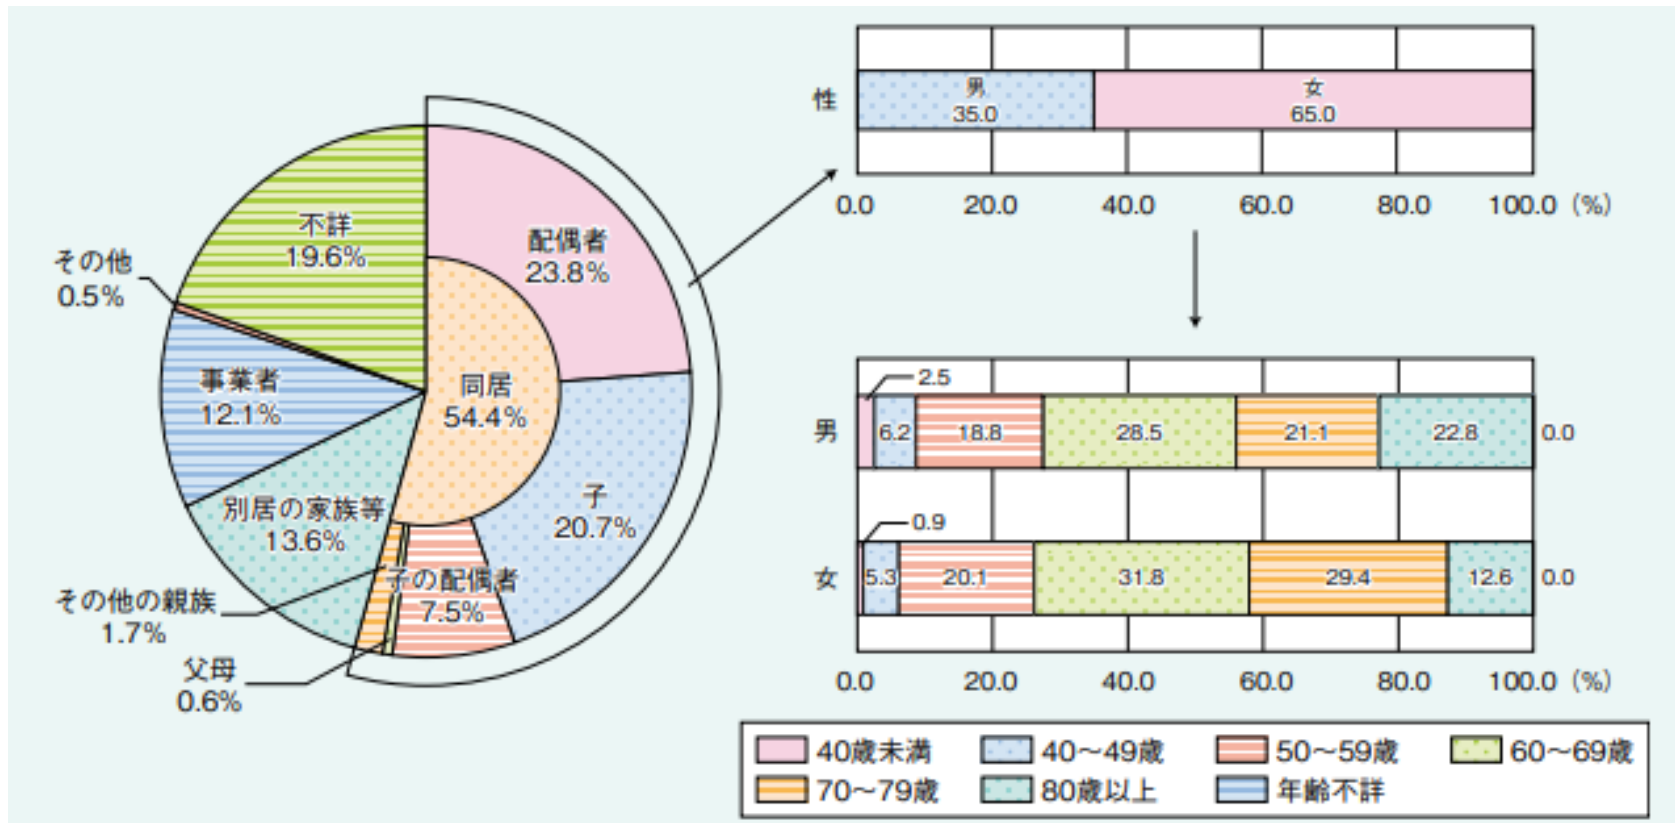 不詳
19.6%
その他
0.5%
事業者
12.1%
別居の家族等
13.6%
その他の親族
1.7%
父母
0.6%
配偶者
23.8%
同居
54.4%
子
20.7%
子の配偶者
7.5%
性
男
35.0
女
65.0
0.0 20.0 40.0 60.0 80.0 100.0 (%)
2.5
男 6.2 18.8 28.5 21.1 22.8 0.0
0.9
女 5.3 20.1 31.8 29.4 12.6 0.0
0.0 20.0 40.0 60.0 80.0 100.0 (%)
40歳未満 40～49歳 50～59歳 60～69歳
70～79歳 80歳以上 年齢不詳